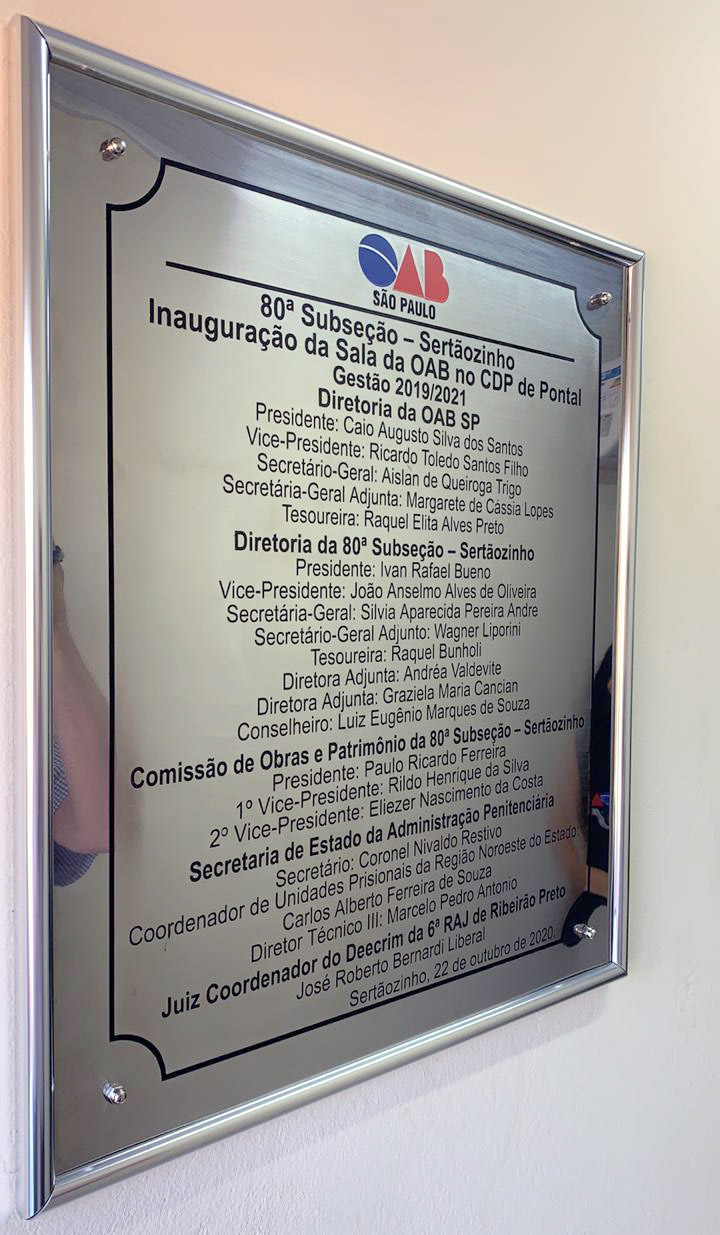 OAB
SÃO PAULO
80ª Subseção – Sertãozinho
Inauguração da Sala da OAB no CDP de Pontal
Gestão 2019/2021
Diretoria da OAB SP
Presidente: Caio Augusto Silva dos Santos
Vice-Presidente: Ricardo Toledo Santos Filho
Secretário-Geral: Aislan de Queiroga Trigo
Secretária-Geral Adjunta: Margarete de Cássia Lopes
Tesoureira: Raquel Elita Alves Preto
Diretoria da 80ª Subseção – Sertãozinho
Presidente: Ivan Rafael Bueno
Vice-Presidente: João Anselmo Alves de Oliveira
Secretária-Geral: Silvia Aparecida Pereira Andre
Secretário-Geral Adjunto: Wagner Liporini
Tesoureira: Raquel Bunholi
Diretora Adjunta: Andréa Valdevite
Diretora Adjunta: Graziela Maria Cancian
Conselheiro: Luiz Eugênio Marques de Souza
Comissão de Obras e Patrimônio da 80ª Subseção – Sertãozinho
Presidente: Paulo Ricardo Ferreira
1º Vice-Presidente: Rildo Henrique da Silva
2º Vice-Presidente: Eliezer Nascimento da Costa
Secretaria de Estado da Administração Penitenciária
Secretário: Coronel Nivaldo Restivo
Coordenador de Unidades Prisionais da Região Noroeste do Estado:
Carlos Alberto Ferreira de Souza
Diretor Técnico III: Marcelo Pedro Antonio
Juiz Coordenador do Deecrim da 6ª RAJ de Ribeirão Preto
José Roberto Bernardi Liberal
Sertãozinho, 22 de outubro de 2020.